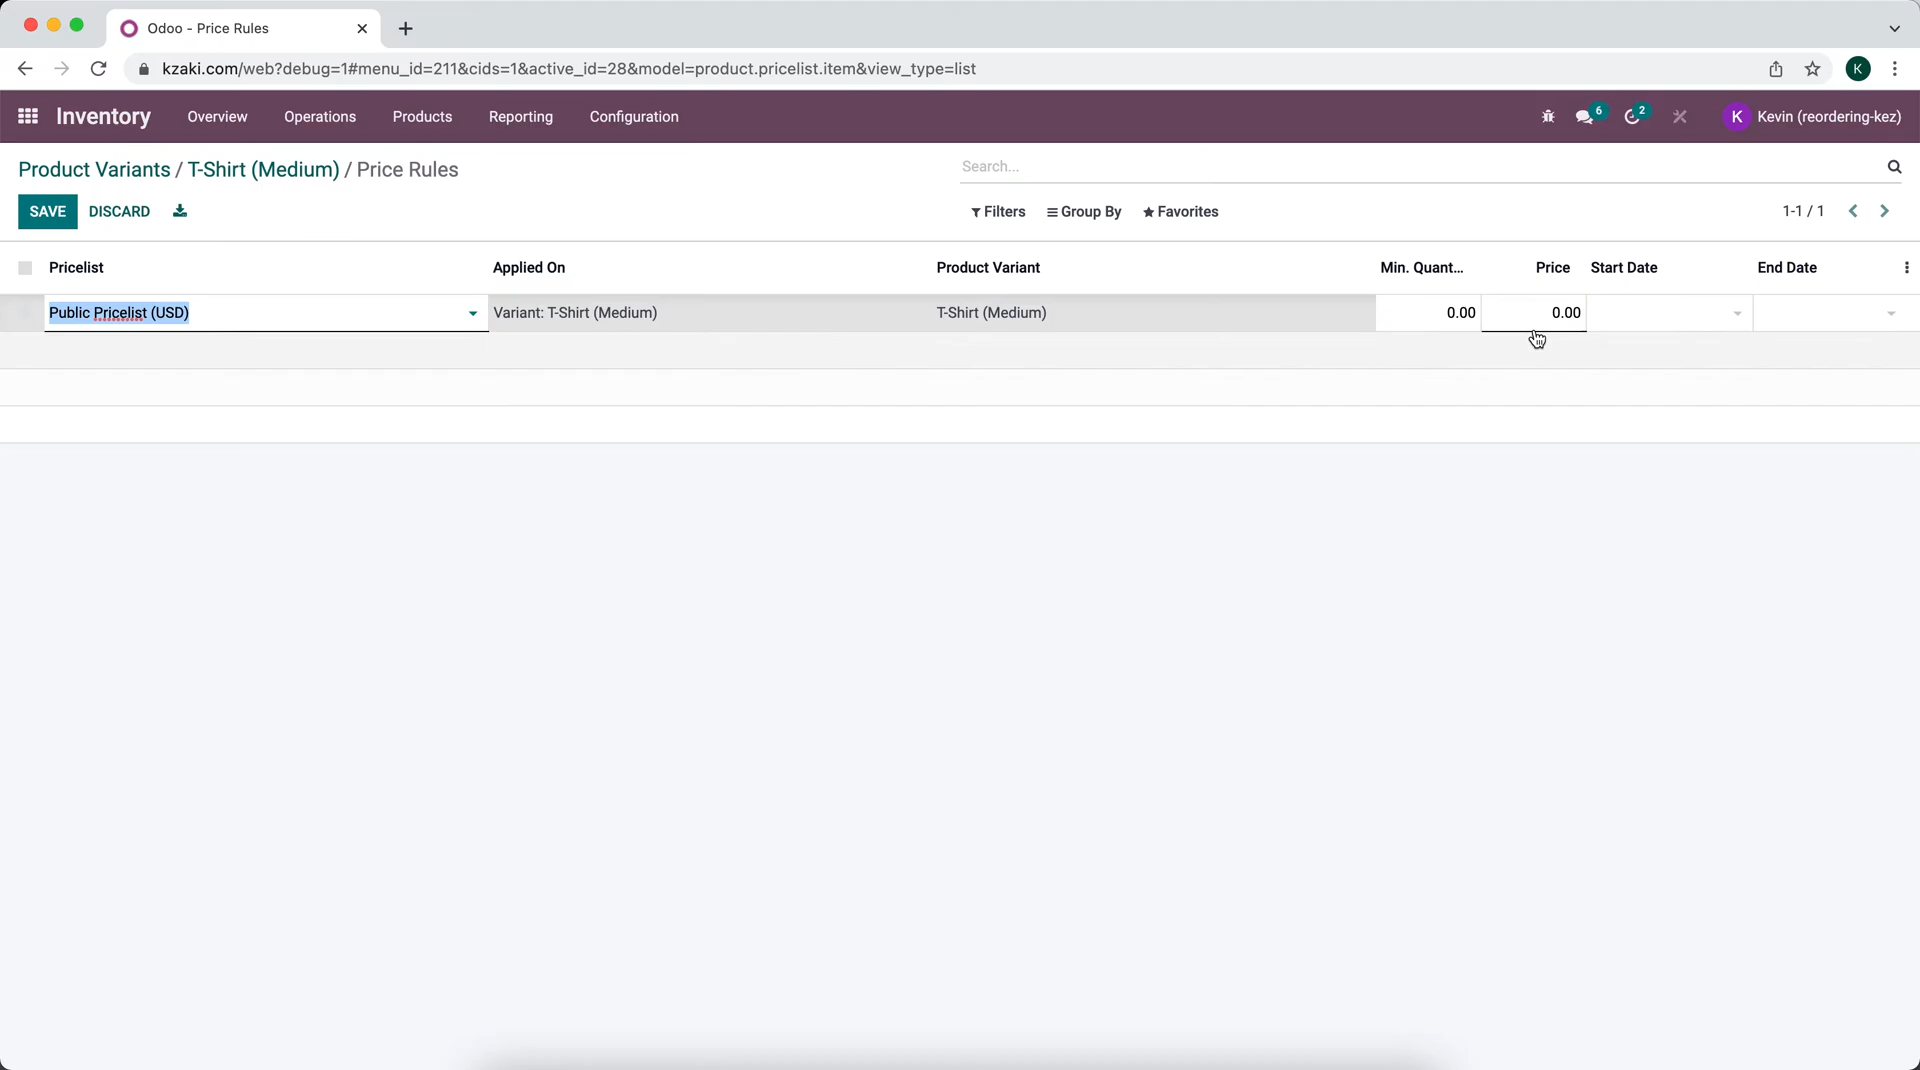 Odoo - Price Rules
kzaki.com/web?debug=1#menu_id=211&cids=1&active_id=28&model=product.pricelist.item&view_type=list
K
Inventory Overview Operations Products Reporting Configuration 6 2 K Kevin (reordering-kez)
Product Variants / T-Shirt (Medium) / Price Rules Search...
SAVE DISCARD Filters Group By Favorites 1-1 / 1
Pricelist Applied On Product Variant Min. Quant... Price Start Date End Date
Public Pricelist (USD) Variant: T-Shirt (Medium) T-Shirt (Medium) 0.00 0.00